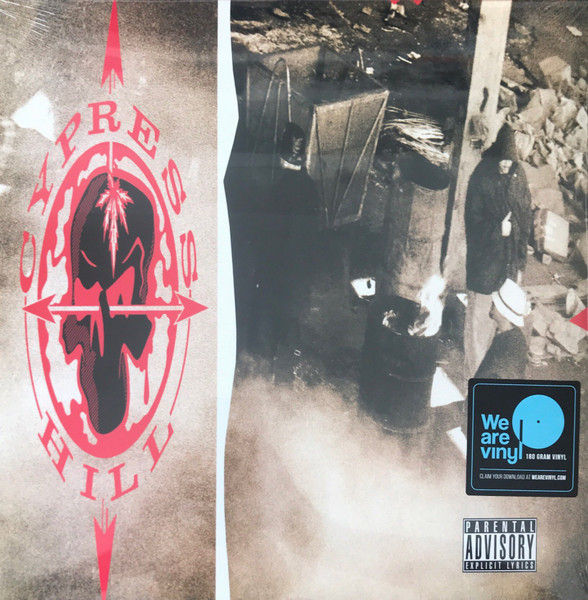 CYPRESS
HILL
We
are
vinyl
180 GRAM VINYL
CLAIM YOUR DOWNLOAD AT WEAREVINYL.COM
PARENTAL
ADVISORY
EXPLICIT LYRICS